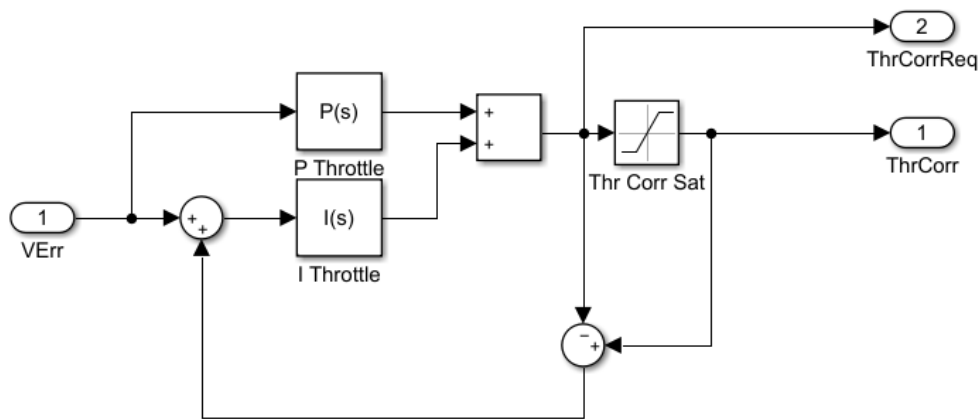 2
ThrCorrReq
P(s)
P Throttle
+
+
Thr Corr Sat
1
ThrCorr
1
VErr
+
+
I(s)
I Throttle
−
+